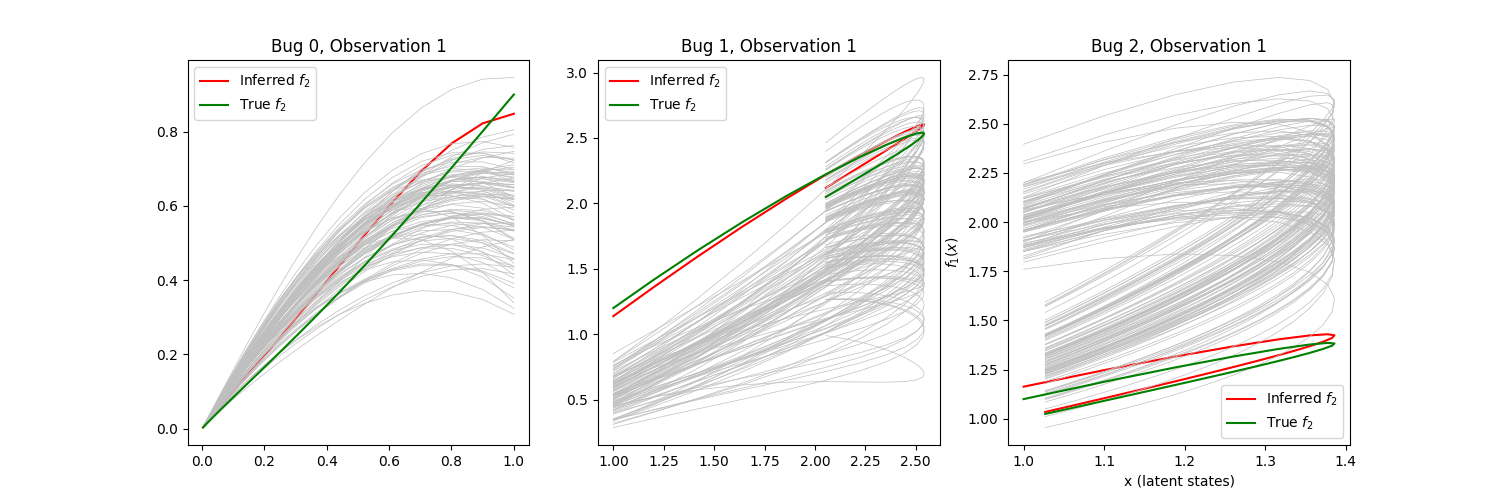 Bug 0, Observation 1
Inferred f₂
True f₂
0.8
0.6
0.4
0.2
0.0
0.0 0.2 0.4 0.6 0.8 1.0
Bug 1, Observation 1
Inferred f₂
True f₂
3.0
2.5
2.0
1.5
1.0
0.5
1.00 1.25 1.50 1.75 2.00 2.25 2.50
Bug 2, Observation 1
f₁(x)
2.75
2.50
2.25
2.00
1.75
1.50
1.25
1.00
Inferred f₂
True f₂
1.0 1.1 1.2 1.3 1.4
x (latent states)